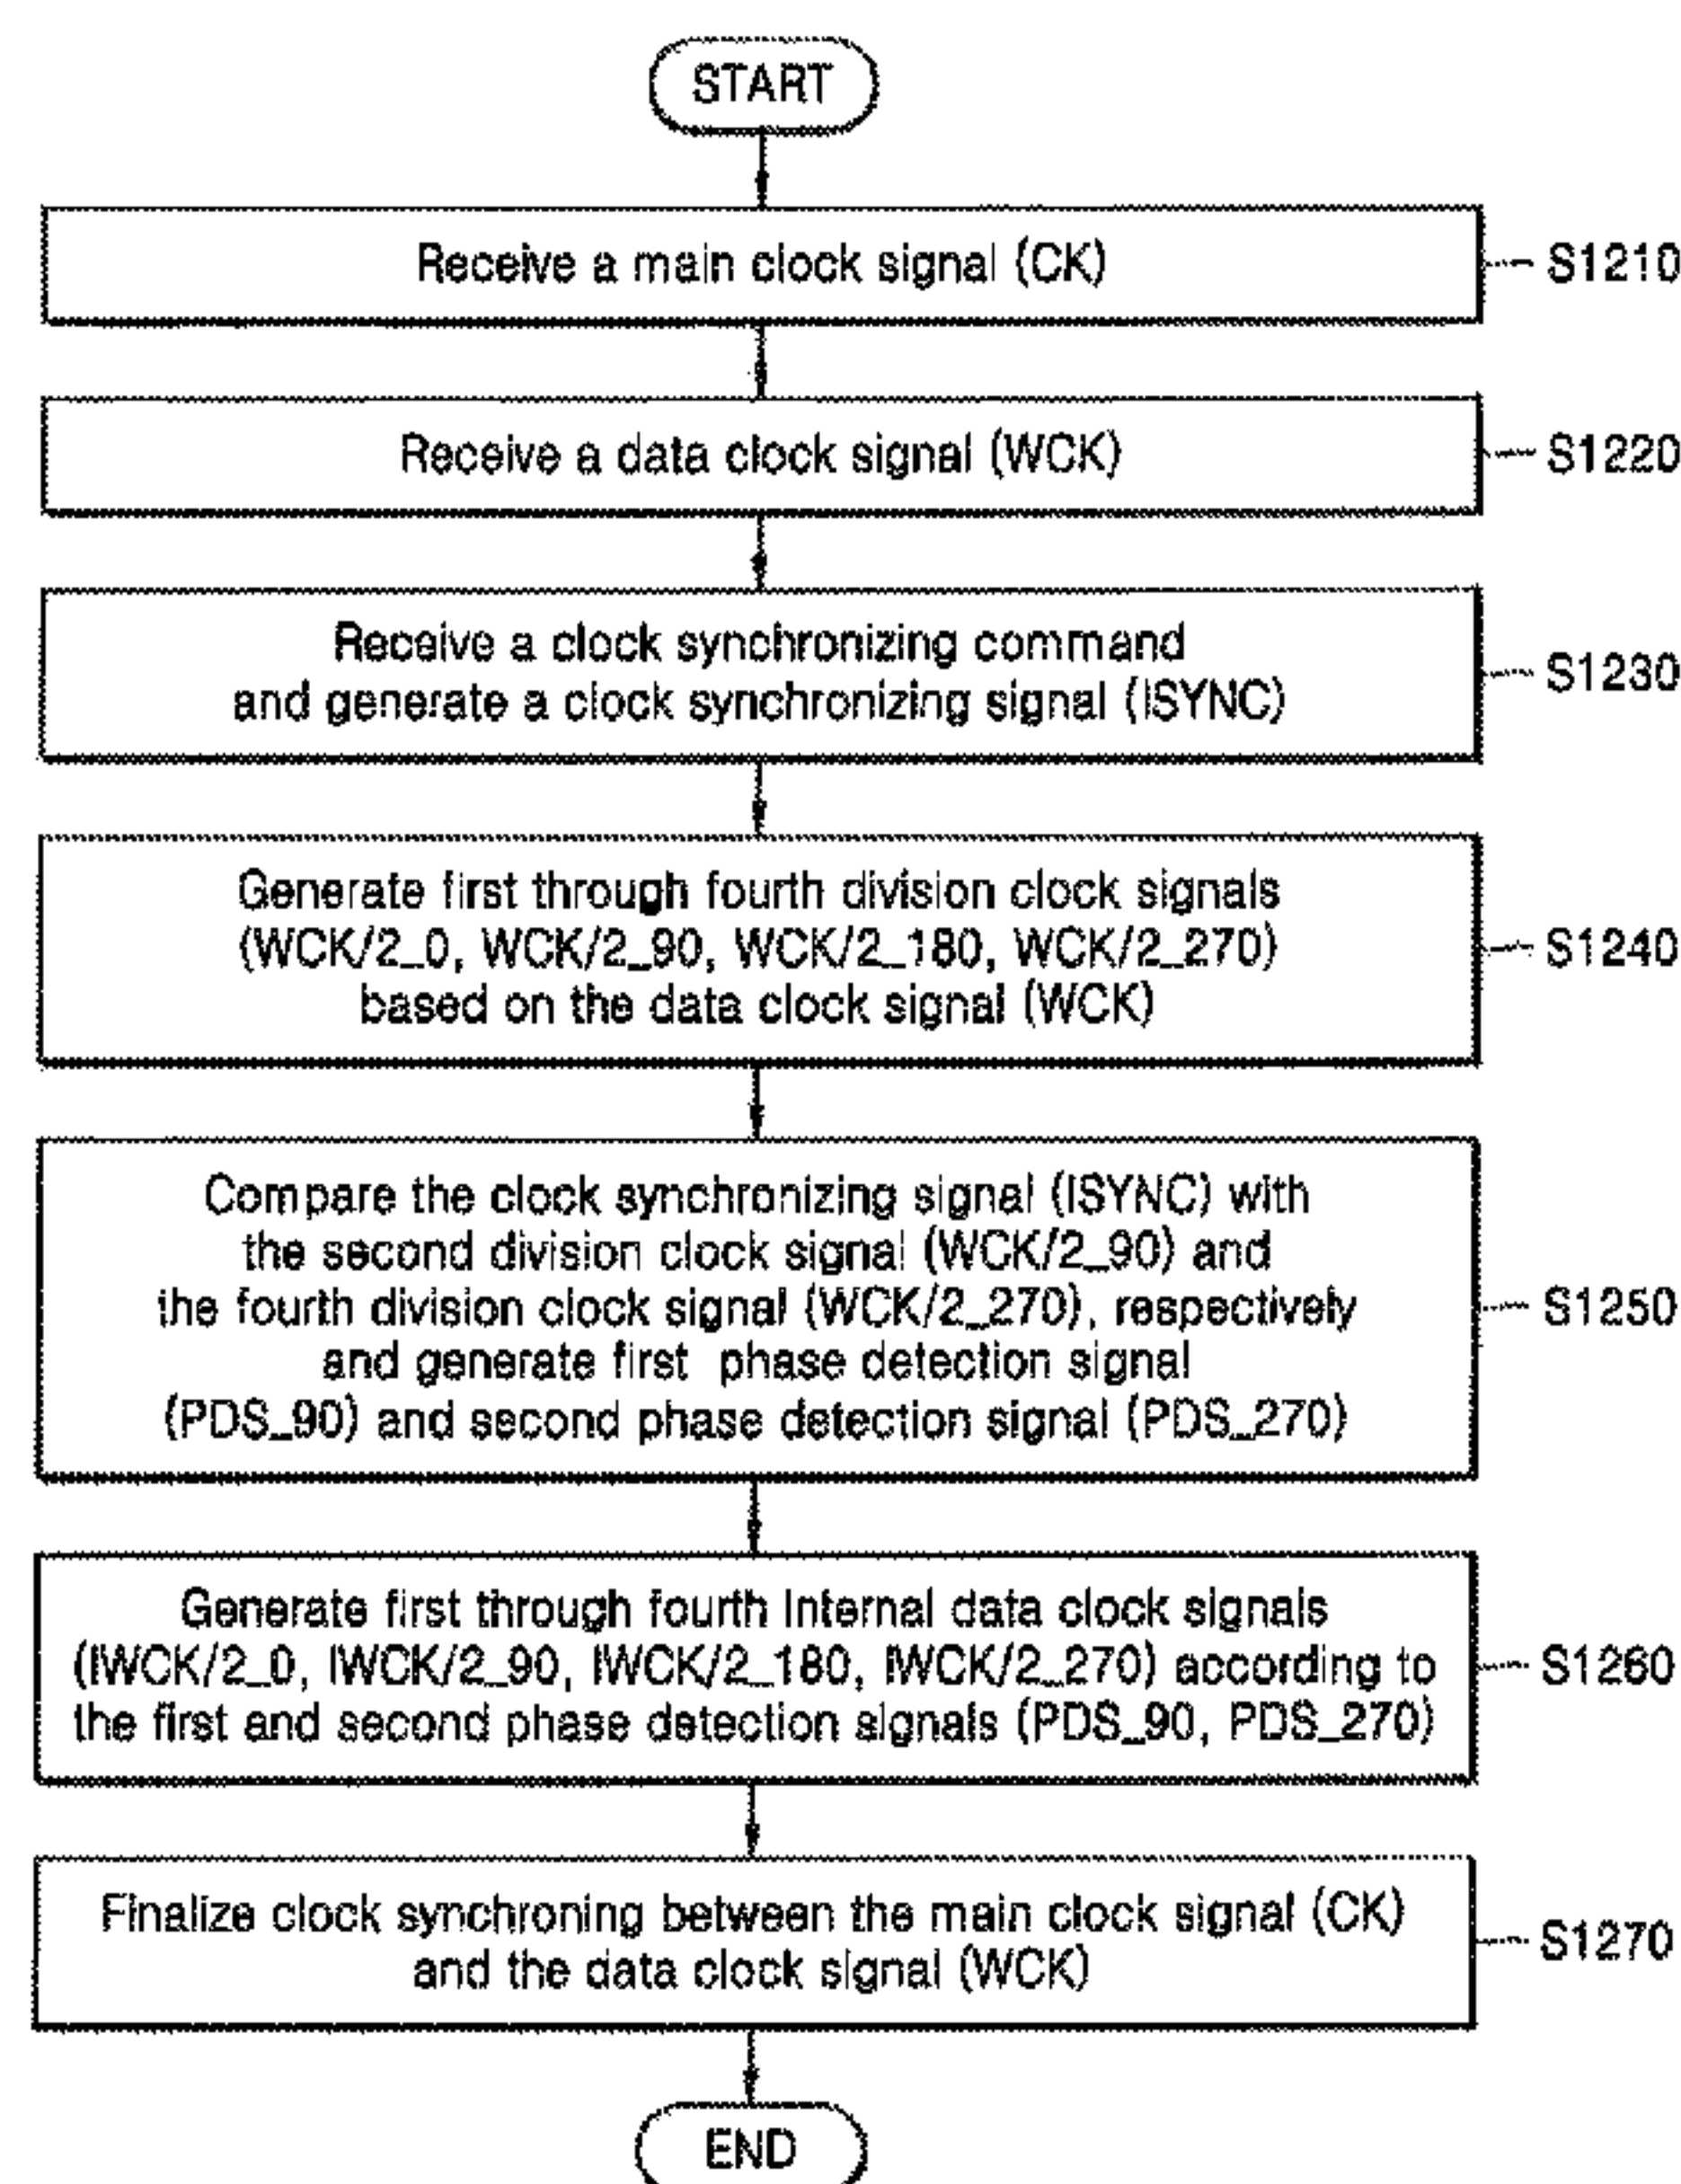 START
Receive a main clock signal (CK)
S1210
Receive a data clock signal (WCK)
S1220
Receive a clock synchronizing command
and generate a clock synchronizing signal (ISYNC)
S1230
Generate first through fourth division clock signals
(WCK/2_0, WCK/2_90, WCK/2_180, WCK/2_270)
based on the data clock signal (WCK)
S1240
Compare the clock synchronizing signal (ISYNC) with
the second division clock signal (WCK/2_90) and
the fourth division clock signal (WCK/2_270), respectively
and generate first phase detection signal
(PDS_90) and second phase detection signal (PDS_270)
S1250
Generate first through fourth internal data clock signals
(IWCK/2_0, IWCK/2_90, IWCK/2_180, IWCK/2_270) according to
the first and second phase detection signals (PDS_90, PDS_270)
S1260
Finalize clock synchroning between the main clock signal (CK)
and the data clock signal (WCK)
S1270
END